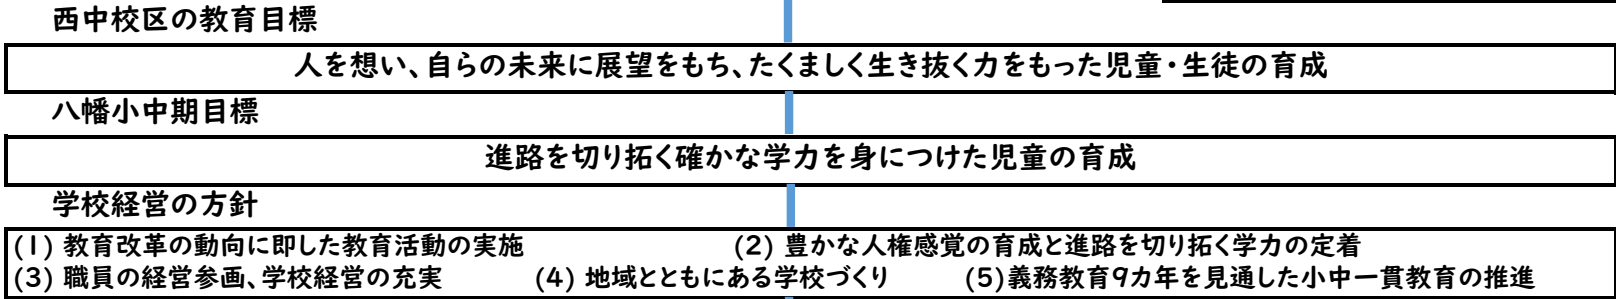 西中校区の教育目標
人を想い、自らの未来に展望をもち、たくましく生き抜く力をもった児童・生徒の育成
八幡小中期目標
進路を切り拓く確かな学力を身につけた児童の育成
学校経営の方針
(1) 教育改革の動向に即した教育活動の実施 (2) 豊かな人権感覚の育成と進路を切り拓く学力の定着
(3) 職員の経営参画、学校経営の充実 (4) 地域とともにある学校づくり (5)義務教育9カ年を見通した小中一貫教育の推進